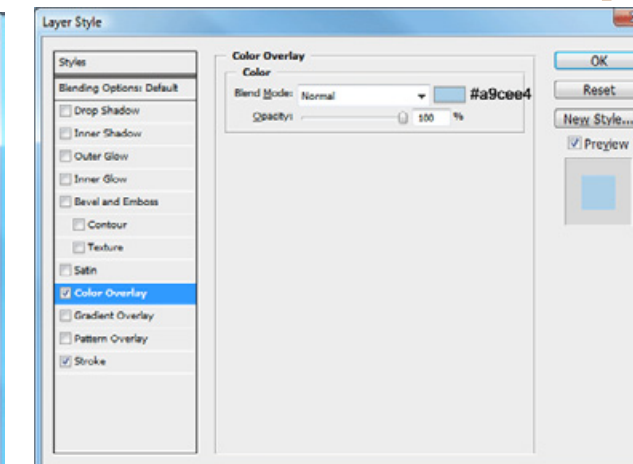 Layer Style
Styles
Blending Options: Default
Drop Shadow
Inner Shadow
Outer Glow
Inner Glow
Bevel and Emboss
Contour
Texture
Satin
Color Overlay
Gradient Overlay
Pattern Overlay
Stroke
Color Overlay
Color
Blend Mode: Normal #a9cee4
Opacity: 100 %
OK
Reset
New Style...
Preview